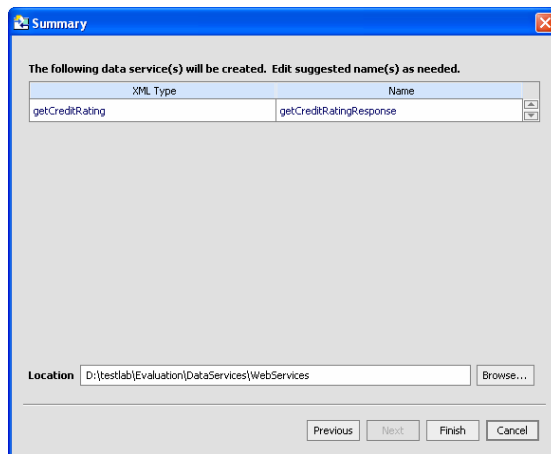 Summary
The following data service(s) will be created. Edit suggested name(s) as needed.
XML Type Name
getCreditRating getCreditRatingResponse
Location D:\testlab\Evaluation\DataServices\WebServices Browse...
Previous Next Finish Cancel